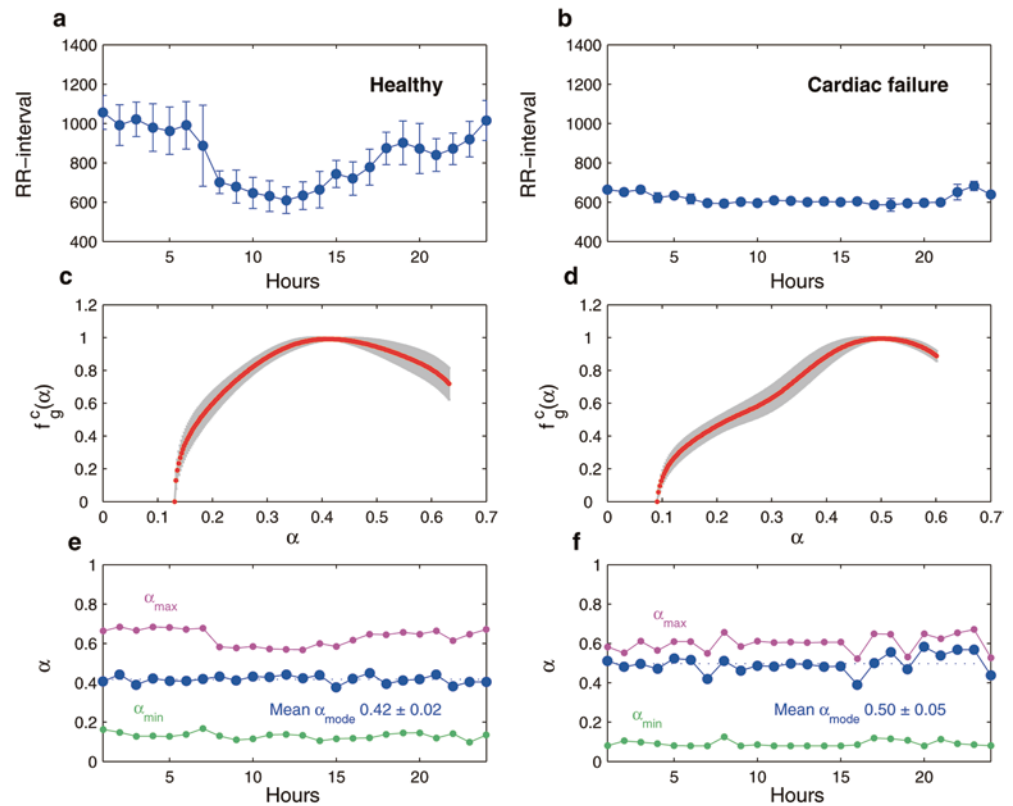 a
1400
1200
1000
800
600
400
RR-interval
Healthy
5
10
15
20
Hours
b
1400
1200
1000
800
600
400
RR-interval
Cardiac failure
5
10
15
20
Hours
c
1.2
1
0.8
0.6
0.4
0.2
0
f_g^c(α)
0
0.1
0.2
0.3
0.4
0.5
0.6
0.7
α
d
1.2
1
0.8
0.6
0.4
0.2
0
f_g^c(α)
0
0.1
0.2
0.3
0.4
0.5
0.6
0.7
α
e
1
0.8
0.6
0.4
0.2
0
α
α_max
α_min
Mean α_mode 0.42 ± 0.02
5
10
15
20
Hours
f
1
0.8
0.6
0.4
0.2
0
α
α_max
α_min
Mean α_mode 0.50 ± 0.05
5
10
15
20
Hours